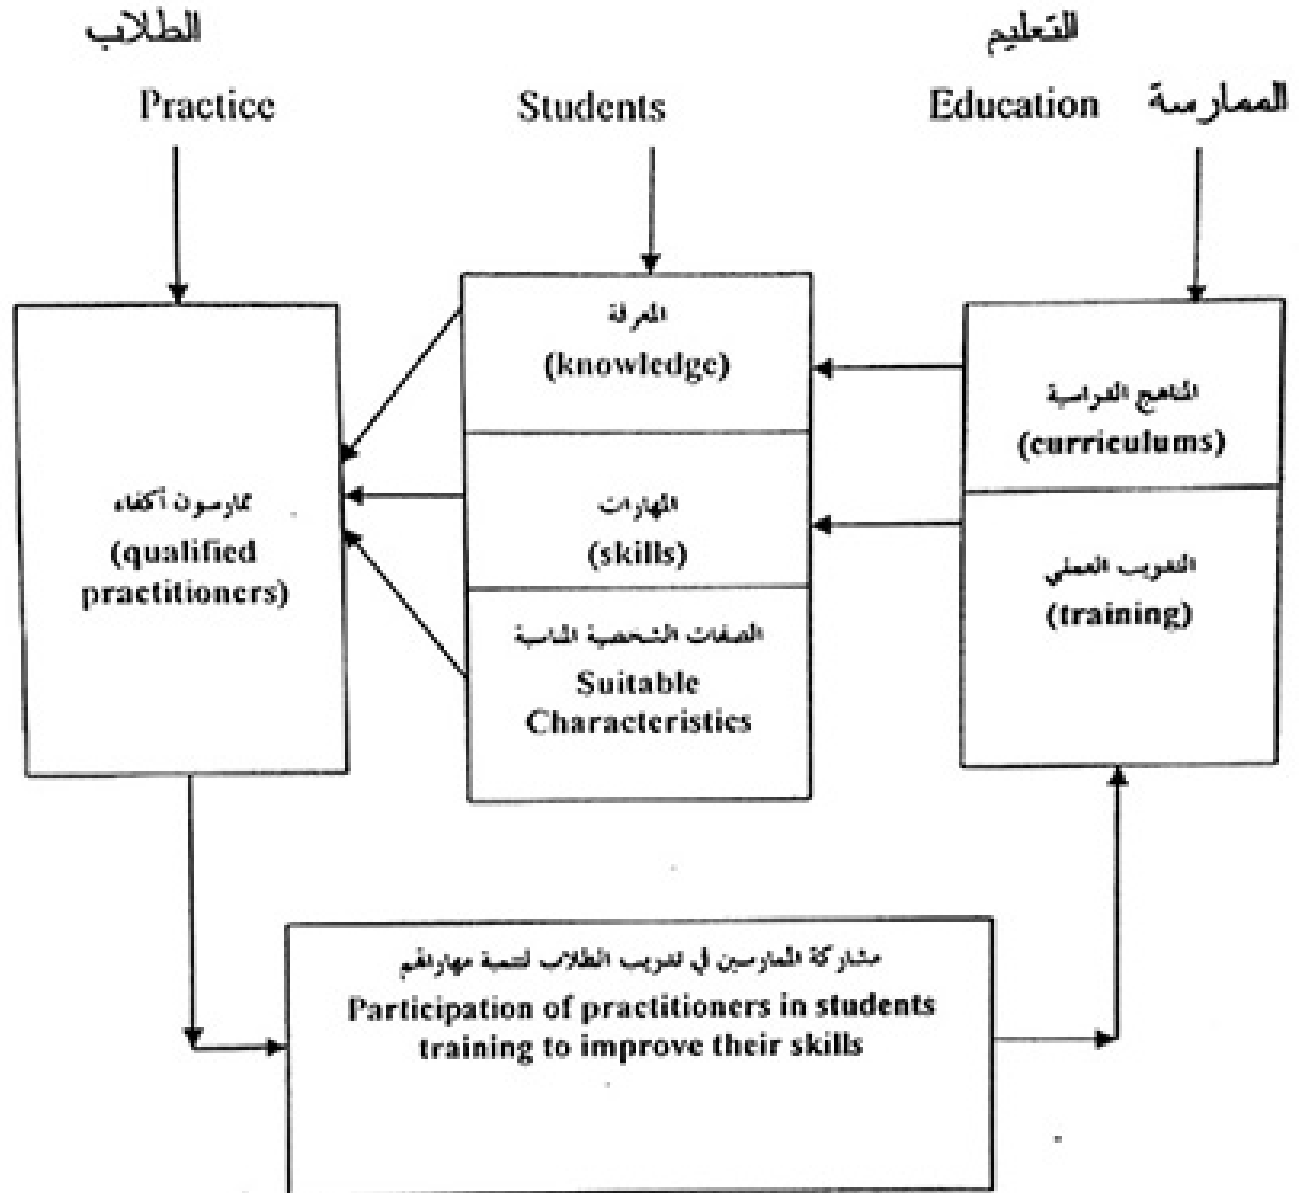 الطلاب
التعليم
Practice
Students
Education
الممارسة
المعرفة
(knowledge)
المهارات
(skills)
الصفات الشخصية المناسبة
Suitable
Characteristics
المناهج الدراسية
(curriculums)
التدريب العملي
(training)
ممارسون أكفاء
(qualified
practitioners)
مشاركة الممارسين في تدريب الطلاب لتنمية مهاراتهم
Participation of practitioners in students
training to improve their skills